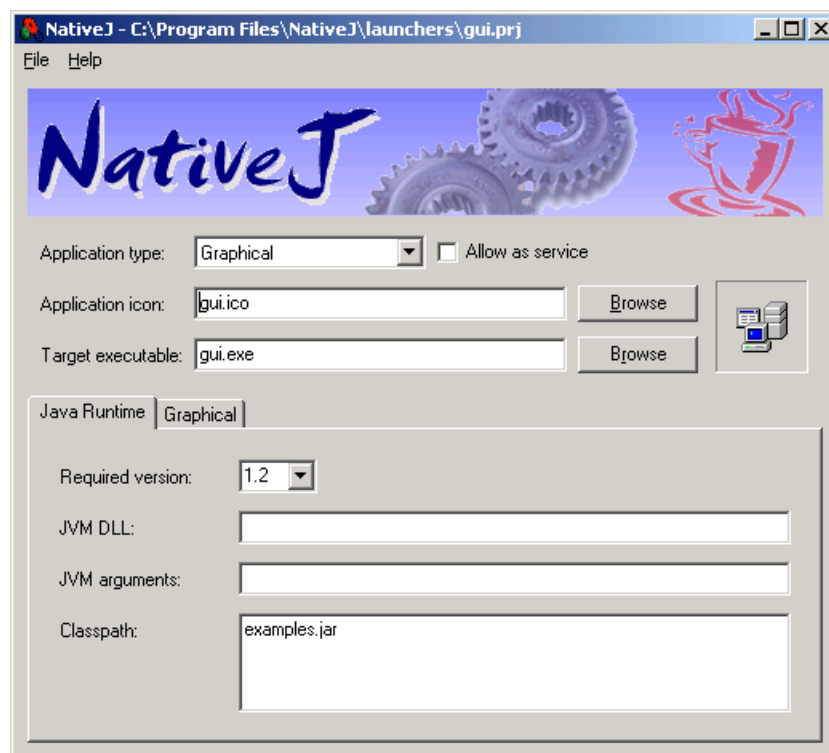 NativeJ - C:\Program Files\NativeJ\launchers\gui.prj
File Help
NativeJ
Application type: Graphical Allow as service
Application icon: gui.ico Browse
Target executable: gui.exe Browse
Java Runtime Graphical
Required version: 1.2
JVM DLL:
JVM arguments:
Classpath: examples.jar